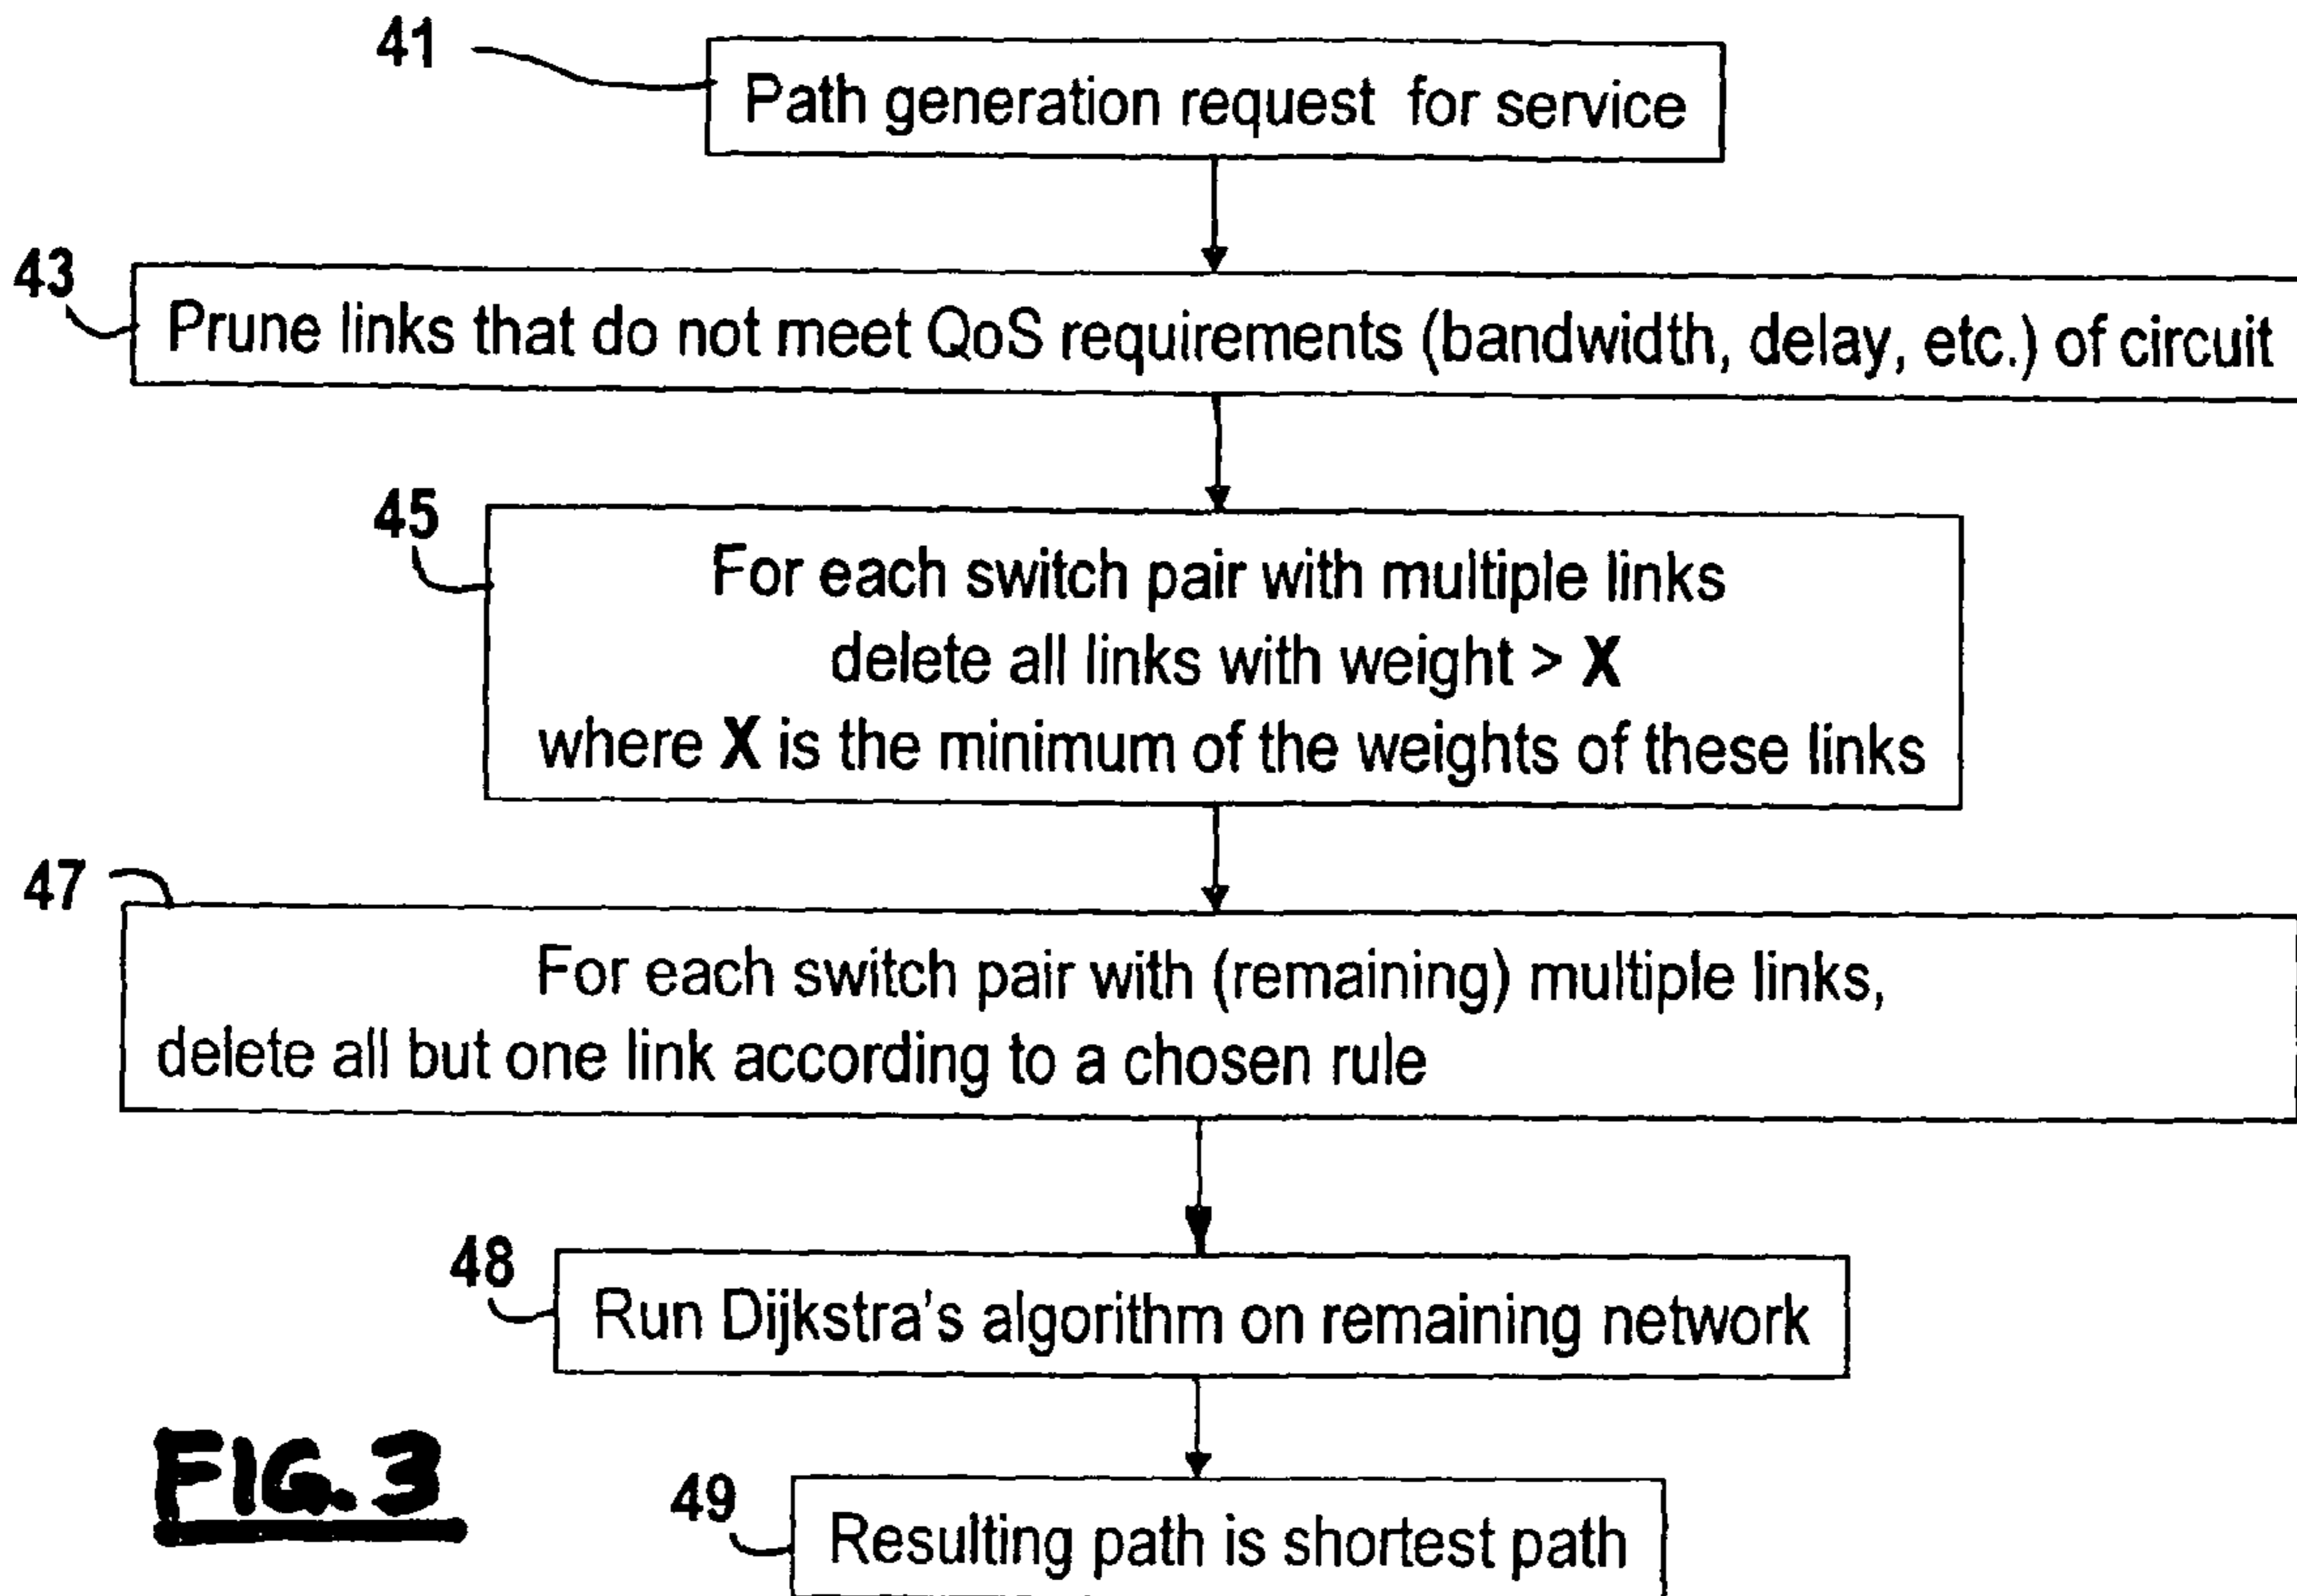 41
Path generation request for service
43
Prune links that do not meet QoS requirements (bandwidth, delay, etc.) of circuit
45
For each switch pair with multiple links
delete all links with weight > X
where X is the minimum of the weights of these links
47
For each switch pair with (remaining) multiple links,
delete all but one link according to a chosen rule
48
Run Dijkstra's algorithm on remaining network
49
Resulting path is shortest path
FIG. 3